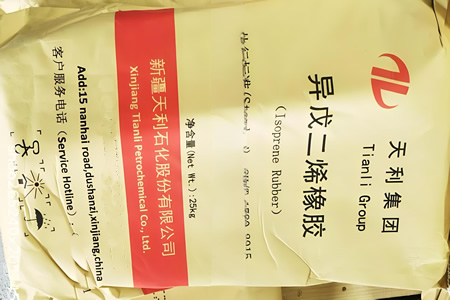 天利集团
Tianli Group
异戊二烯橡胶
(Isoprene Rubber)
净含量(Net Wt.):25kg
新疆天利石化股份有限公司
Xinjiang Tianli Petrochemical Co., Ltd.
Add:15 nanhai road,dushanzi,xinjiang,china
客户服务电话(Service Hotline):